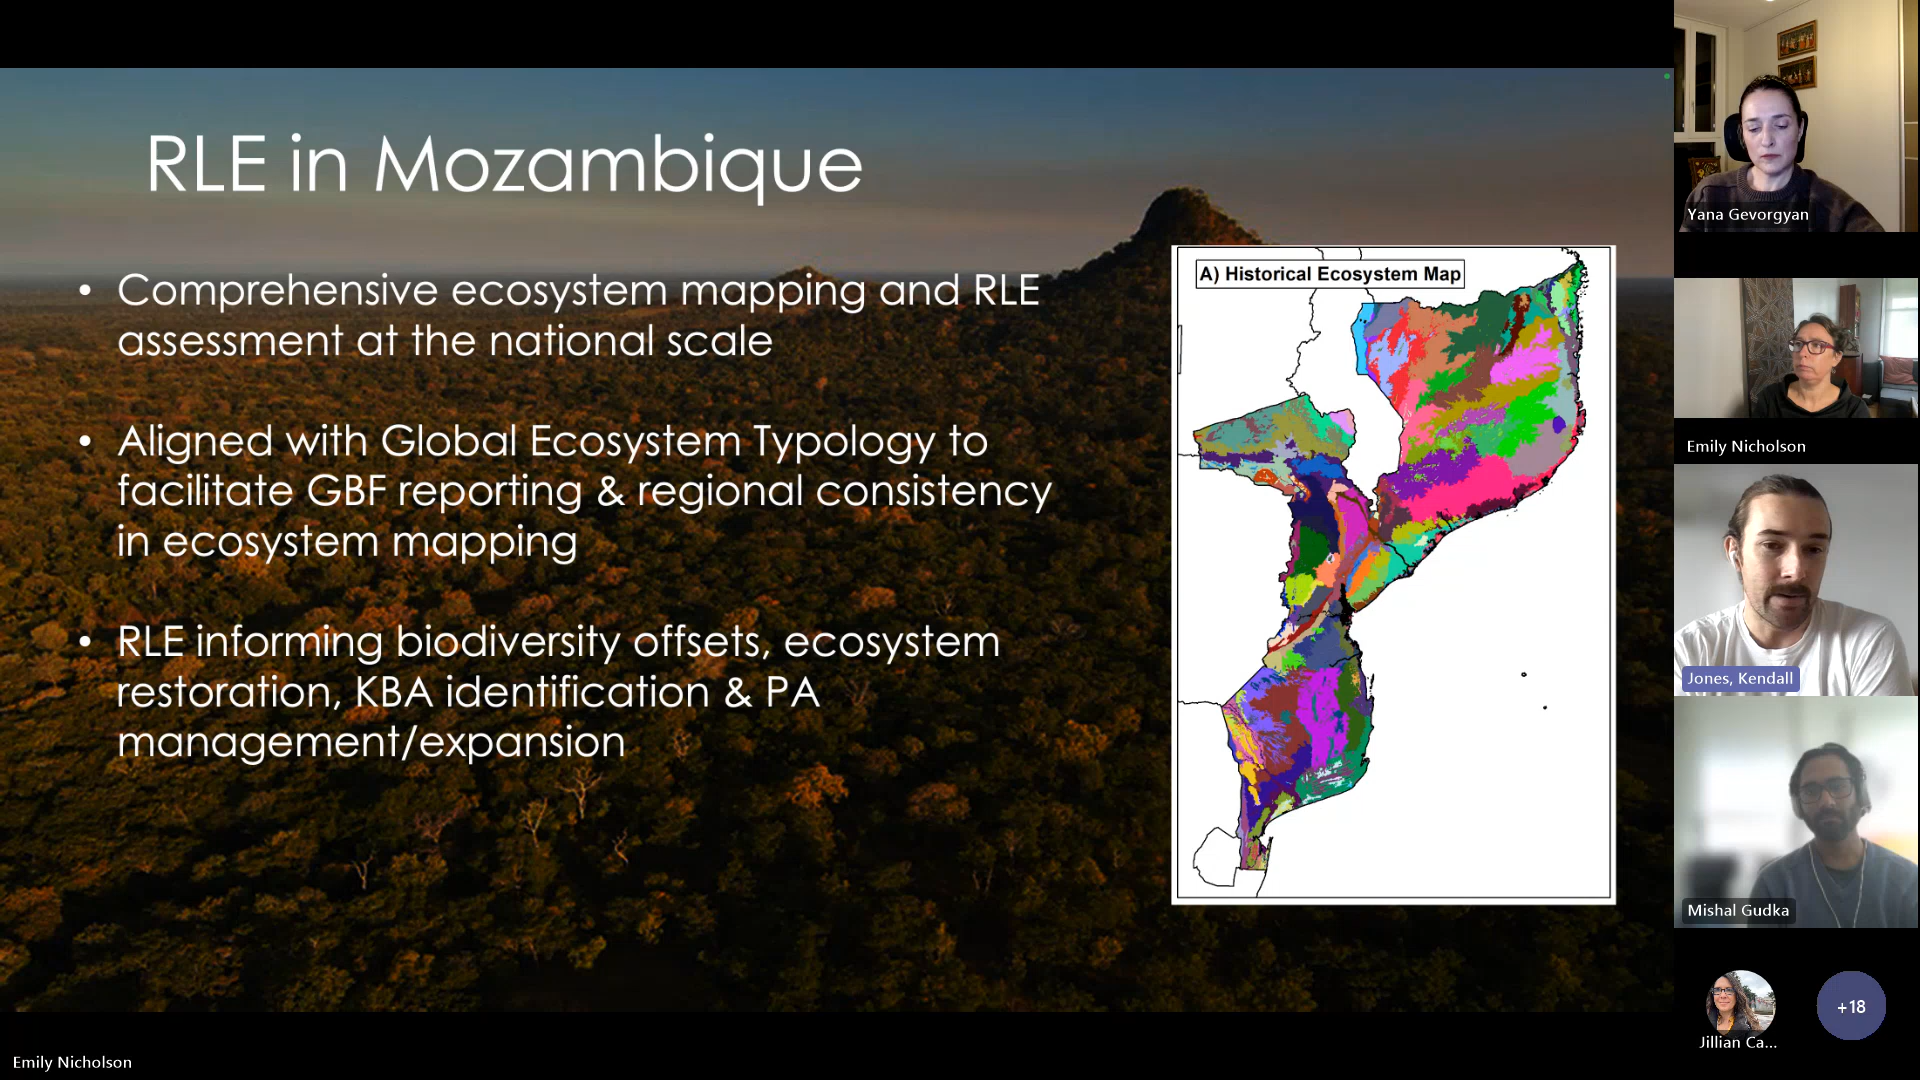 RLE in Mozambique
• Comprehensive ecosystem mapping and RLE
assessment at the national scale
• Aligned with Global Ecosystem Typology to
facilitate GBF reporting & regional consistency
in ecosystem mapping
• RLE informing biodiversity offsets, ecosystem
restoration, KBA identification & PA
management/expansion
A) Historical Ecosystem Map
Yana Gevorgyan
Emily Nicholson
Jones, Kendall
Mishal Gudka
Jillian Ca...
+18
Emily Nicholson